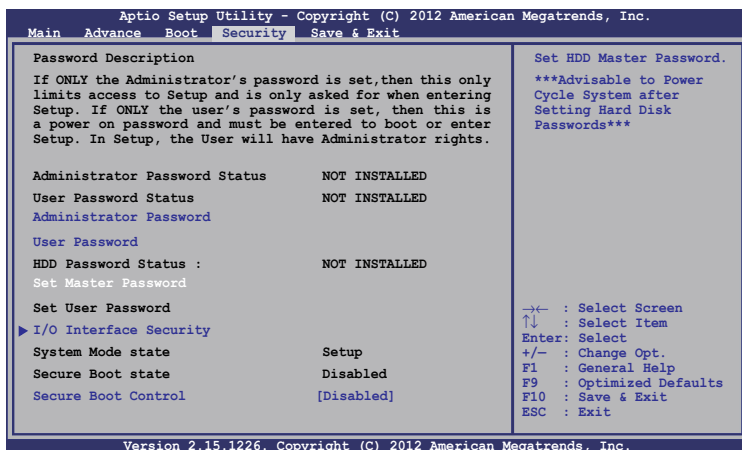 Aptio Setup Utility - Copyright (C) 2012 American Megatrends, Inc.
Main Advance Boot Security Save & Exit
Password Description
If ONLY the Administrator's password is set,then this only
limits access to Setup and is only asked for when entering
Setup. If ONLY the user's password is set, then this is
a power on password and must be entered to boot or enter
Setup. In Setup, the User will have Administrator rights.
Administrator Password Status NOT INSTALLED
User Password Status NOT INSTALLED
Administrator Password
User Password
HDD Password Status : NOT INSTALLED
Set Master Password
Set User Password
I/O Interface Security
System Mode state Setup
Secure Boot state Disabled
Secure Boot Control [Disabled]
Set HDD Master Password.
***Advisable to Power
Cycle System after
Setting Hard Disk
Passwords***
→← : Select Screen
↑↓ : Select Item
Enter: Select
+/— : Change Opt.
F1 : General Help
F9 : Optimized Defaults
F10 : Save & Exit
ESC : Exit
Version 2.15.1226. Copyright (C) 2012 American Megatrends, Inc.